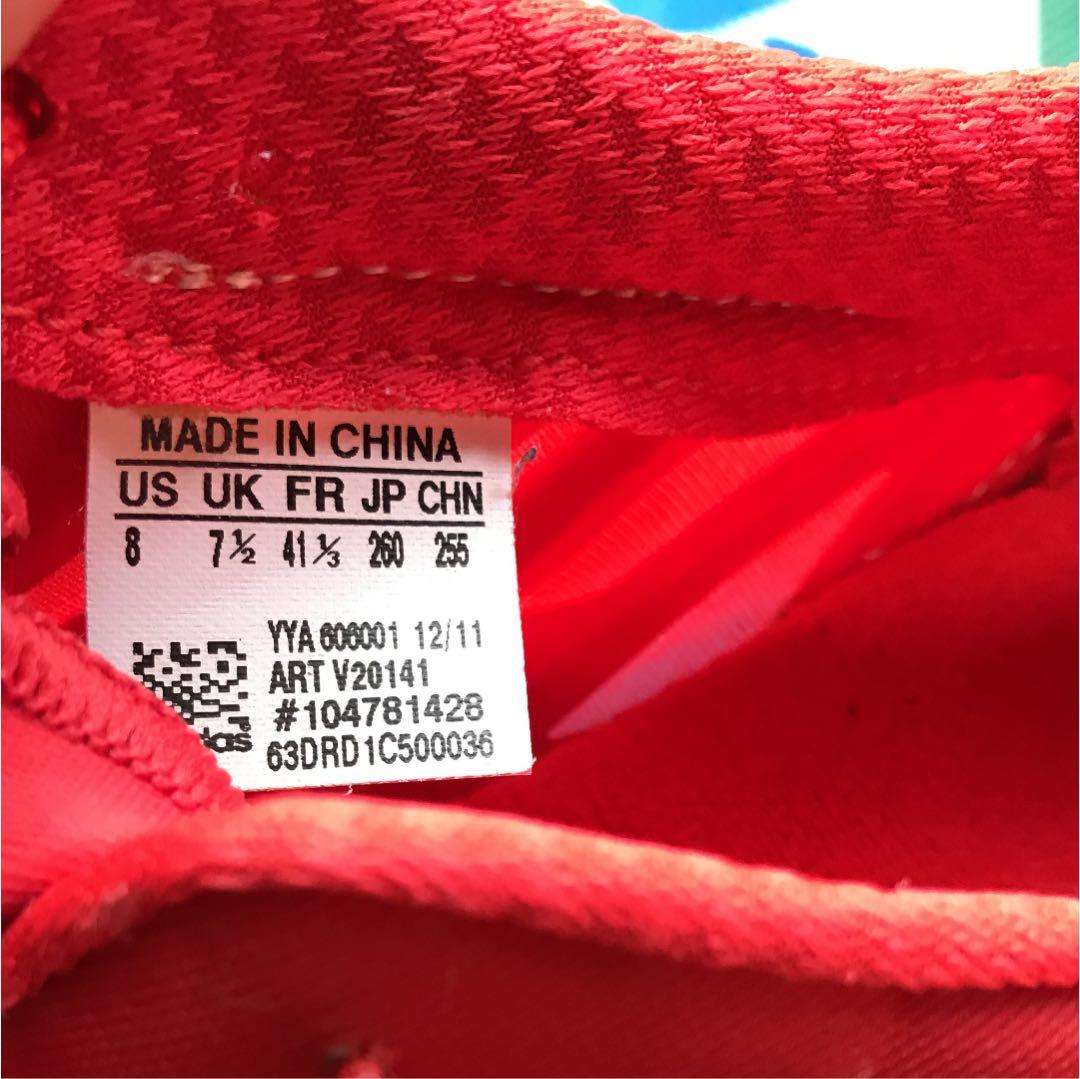 MADE IN CHINA
US UK FR JP CHN
8 7½ 41⅓ 260 255
YYA 606001 12/11
ART V20141
#104781428
63DRD1C500036